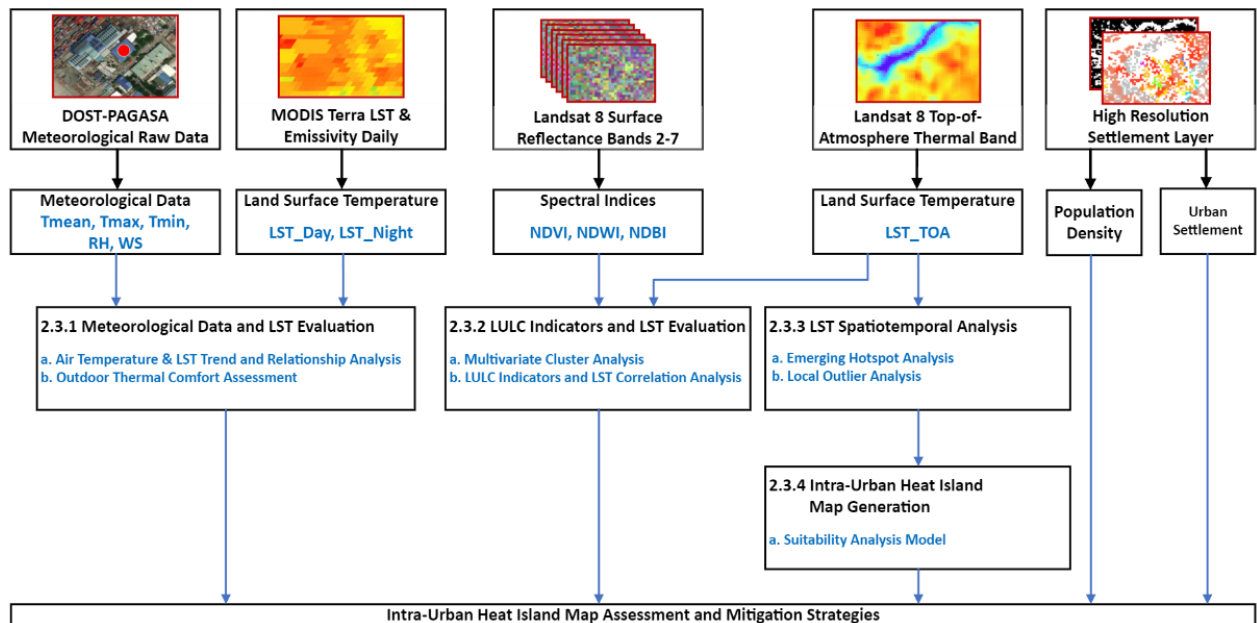 DOST-PAGASA
Meteorological Raw Data
MODIS Terra LST &
Emissivity Daily
Landsat 8 Surface
Reflectance Bands 2-7
Landsat 8 Top-of-
Atmosphere Thermal Band
High Resolution
Settlement Layer
Meteorological Data
Tmean, Tmax, Tmin,
RH, WS
Land Surface Temperature
LST_Day, LST_Night
Spectral Indices
NDVI, NDWI, NDBI
Land Surface Temperature
LST_TOA
Population
Density
Urban
Settlement
2.3.1 Meteorological Data and LST Evaluation
a. Air Temperature & LST Trend and Relationship Analysis
b. Outdoor Thermal Comfort Assessment
2.3.2 LULC Indicators and LST Evaluation
a. Multivariate Cluster Analysis
b. LULC Indicators and LST Correlation Analysis
2.3.3 LST Spatiotemporal Analysis
a. Emerging Hotspot Analysis
b. Local Outlier Analysis
2.3.4 Intra-Urban Heat Island
Map Generation
a. Suitability Analysis Model
Intra-Urban Heat Island Map Assessment and Mitigation Strategies